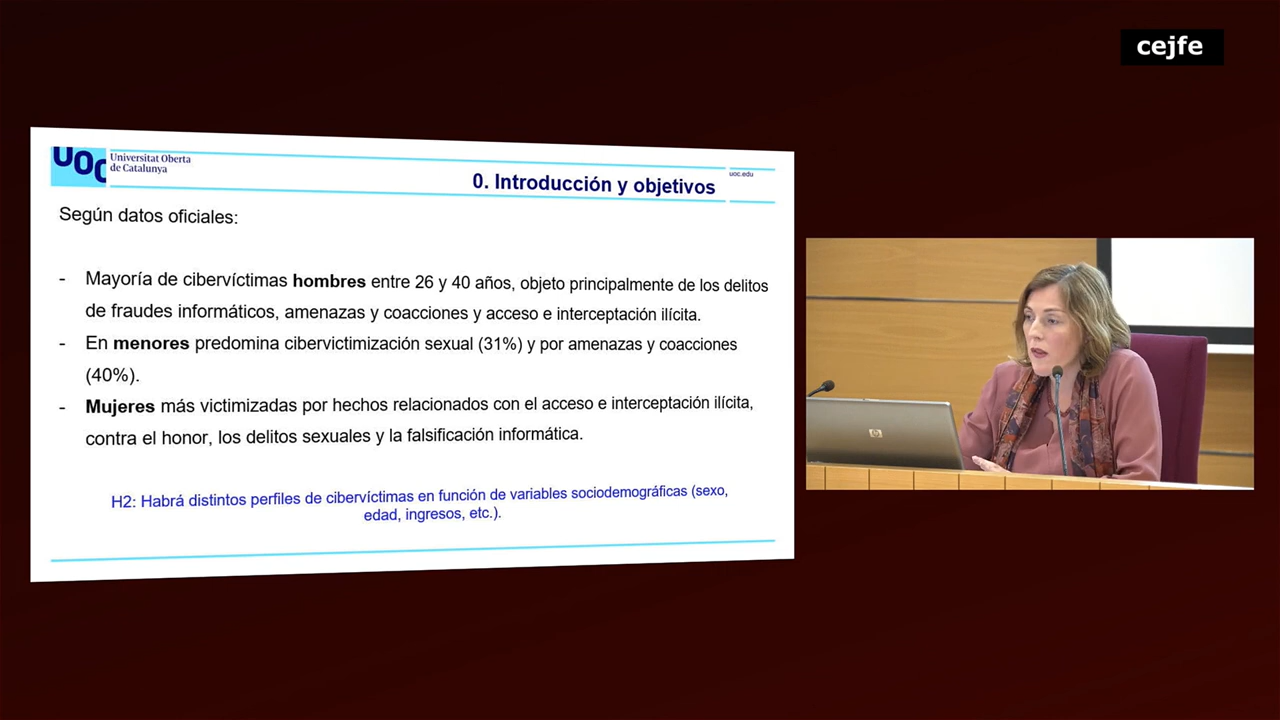 cejfe
UOC
Universitat Oberta
de Catalunya
uoc.edu
0. Introducción y objetivos
Según datos oficiales:
- Mayoría de cibervíctimas hombres entre 26 y 40 años, objeto principalmente de los delitos
de fraudes informáticos, amenazas y coacciones y acceso e interceptación ilícita.
- En menores predomina cibervictimización sexual (31%) y por amenazas y coacciones
(40%).
- Mujeres más victimizadas por hechos relacionados con el acceso e interceptación ilícita,
contra el honor, los delitos sexuales y la falsificación informática.
H2: Habrá distintos perfiles de cibervíctimas en función de variables sociodemográficas (sexo,
edad, ingresos, etc.).
hp